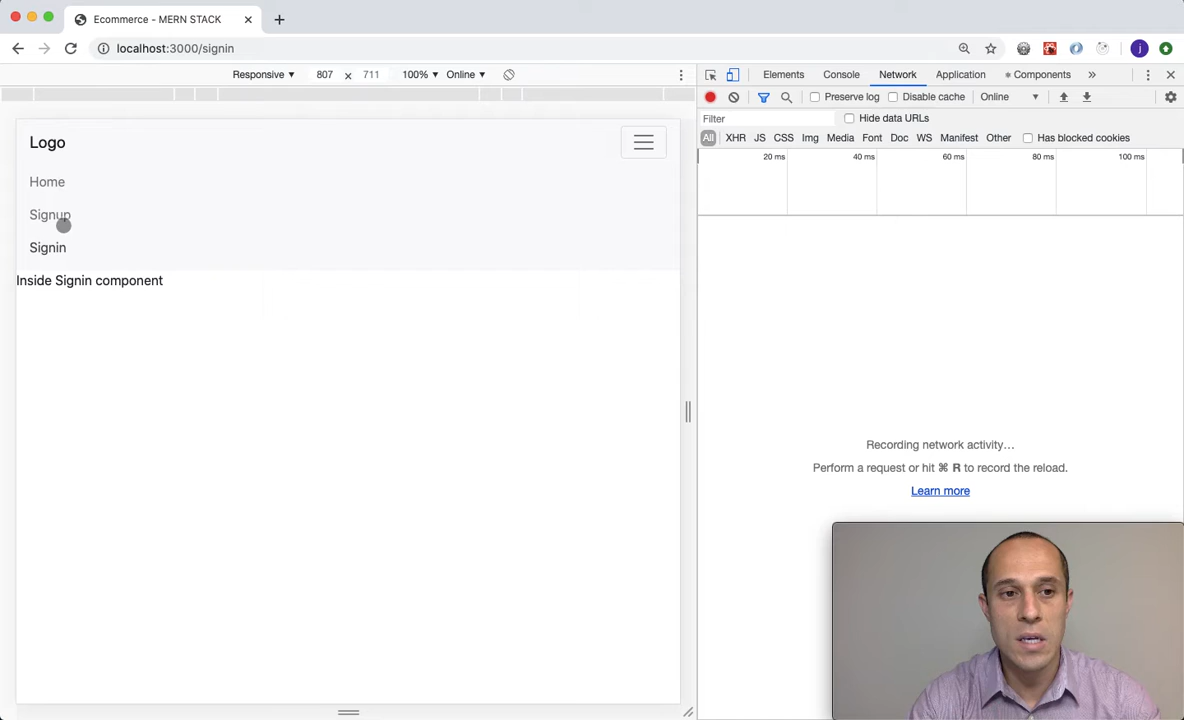 Ecommerce - MERN STACK
localhost:3000/signin
j
Responsive 807 × 711 100% Online
Elements Console Network Application Components »
Preserve log Disable cache Online
Filter Hide data URLs
All XHR JS CSS Img Media Font Doc WS Manifest Other Has blocked cookies
20 ms 40 ms 60 ms 80 ms 100 ms
Logo
Home
Signup
Signin
Inside Signin component
Recording network activity…
Perform a request or hit ⌘ R to record the reload.
Learn more